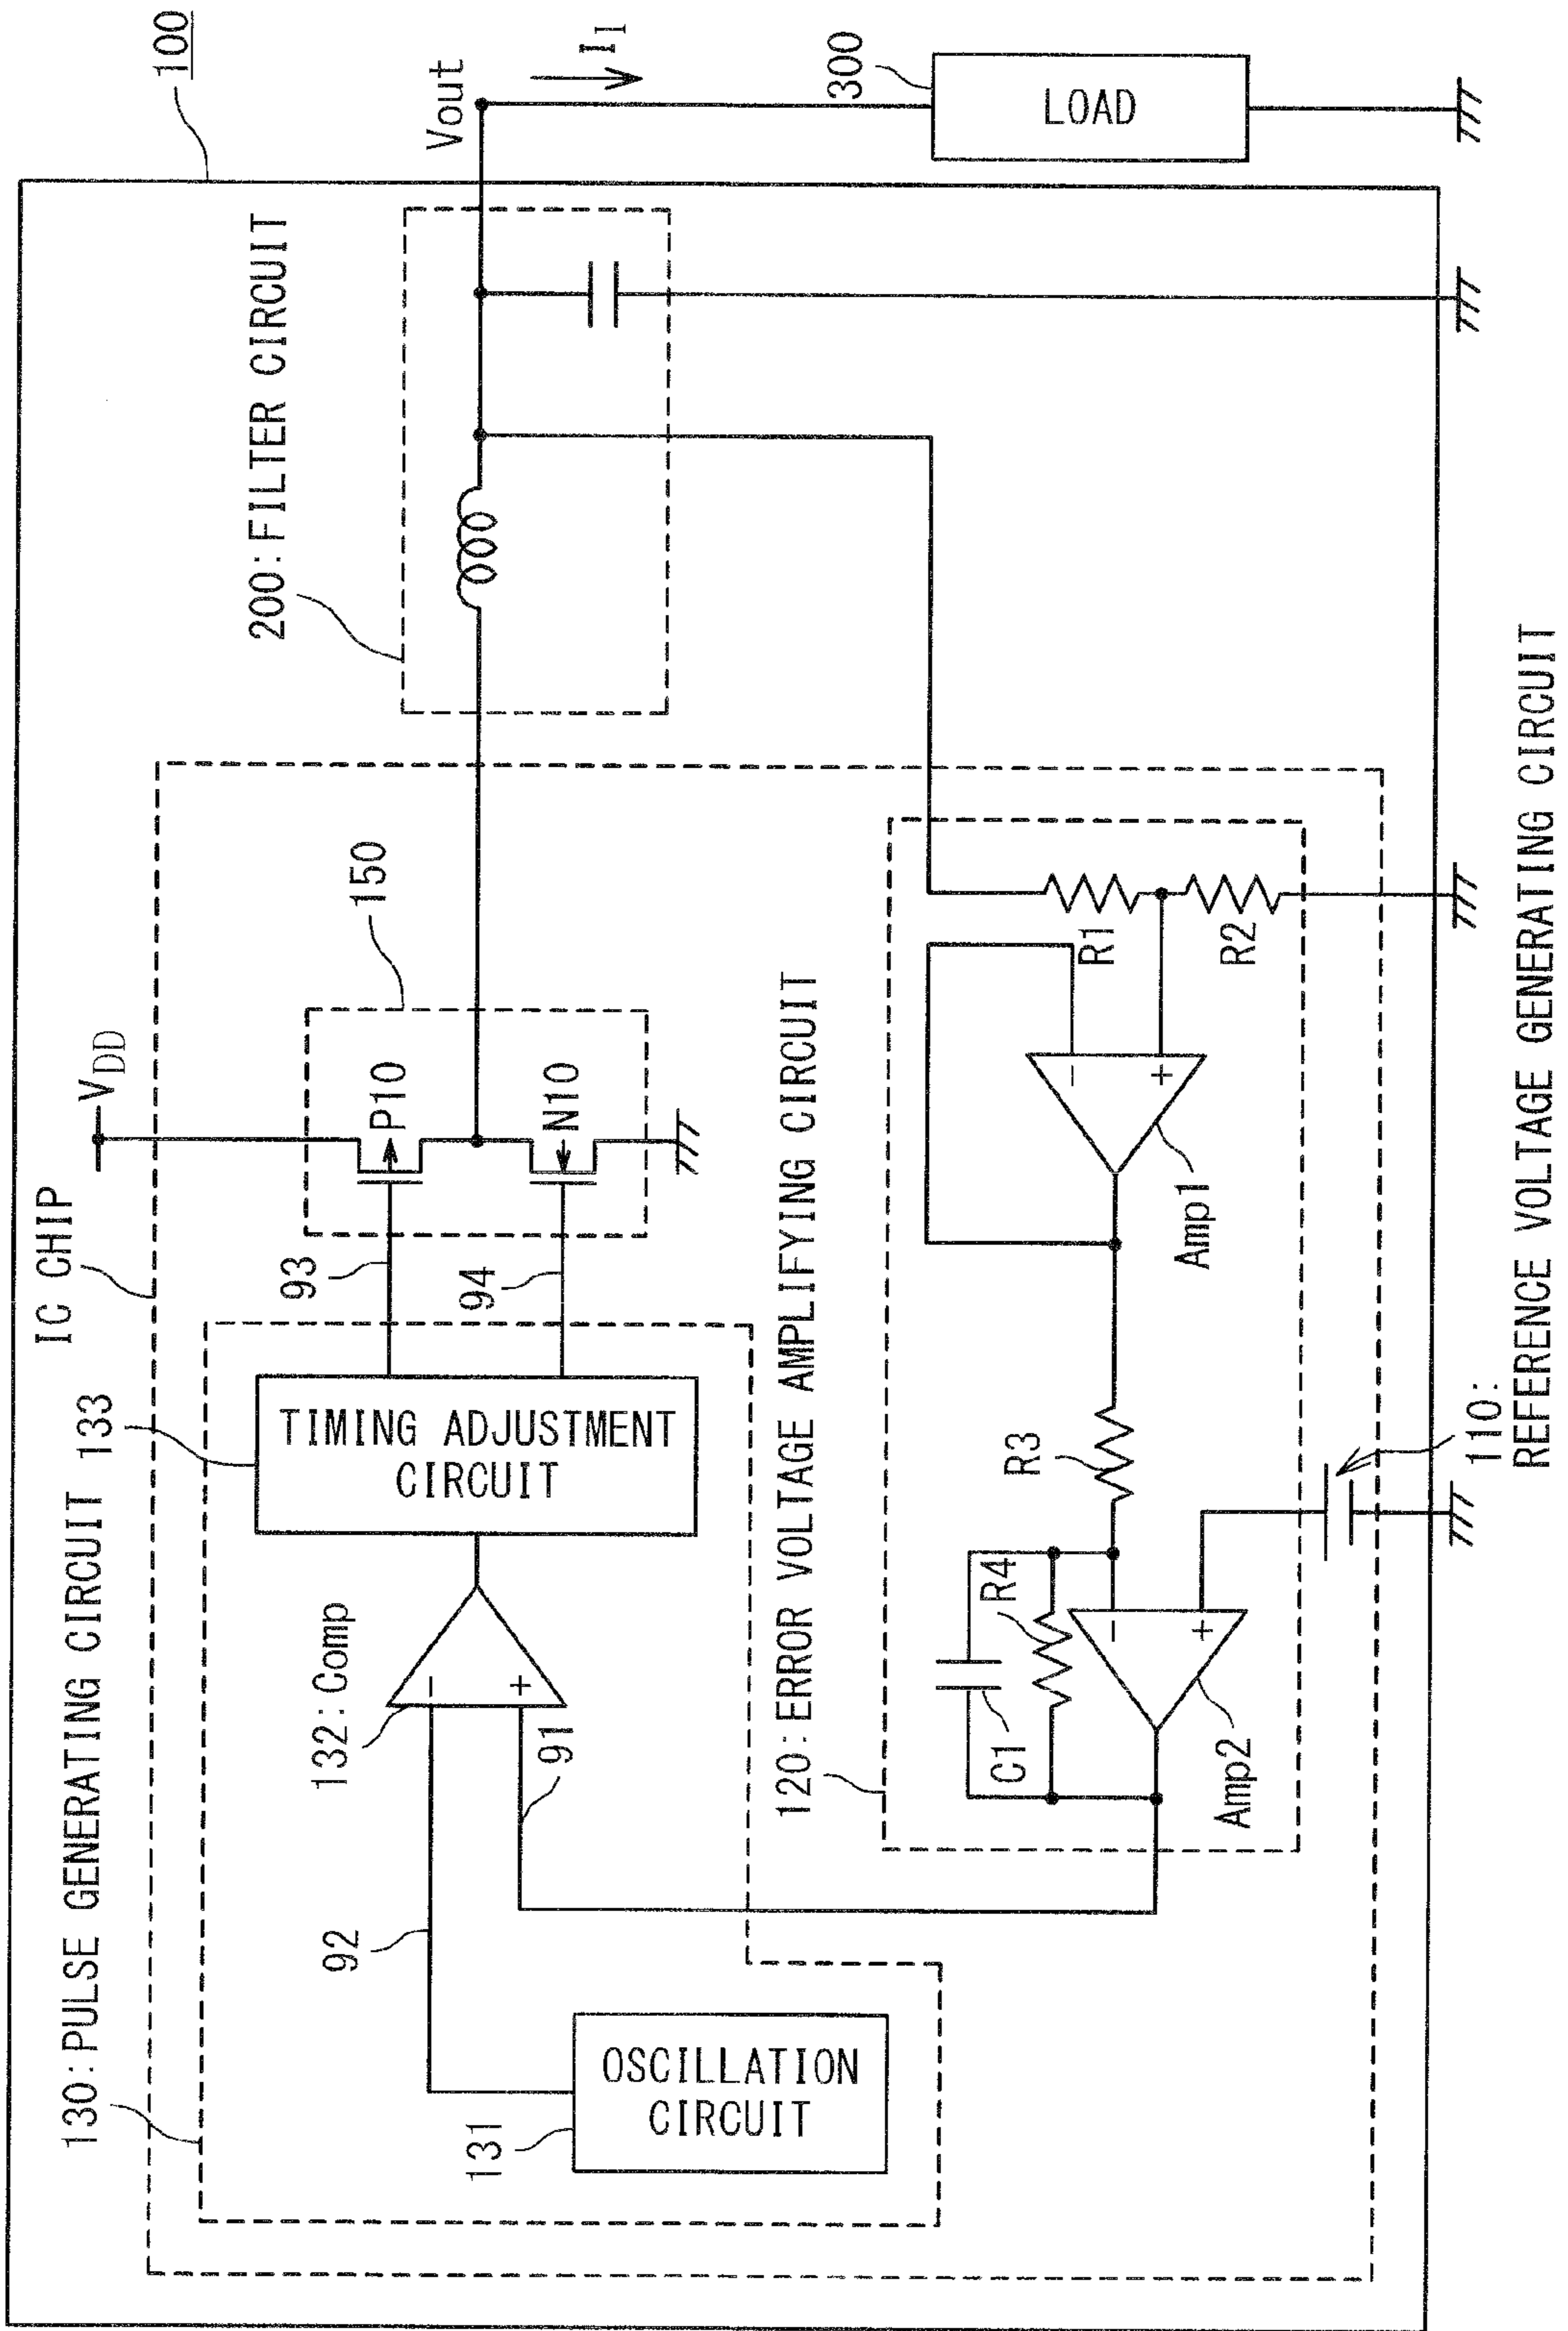 100
Vout
I1
300
LOAD
200:FILTER CIRCUIT
IC CHIP
VDD
150
P10
N10
93
94
130:PULSE GENERATING CIRCUIT
133
TIMING ADJUSTMENT
CIRCUIT
132:Comp
-
+
91
92
131
OSCILLATION
CIRCUIT
120:ERROR VOLTAGE AMPLIFYING CIRCUIT
R1
R2
-
+
Amp1
R3
R4
C1
-
+
Amp2
110:
REFERENCE VOLTAGE GENERATING CIRCUIT